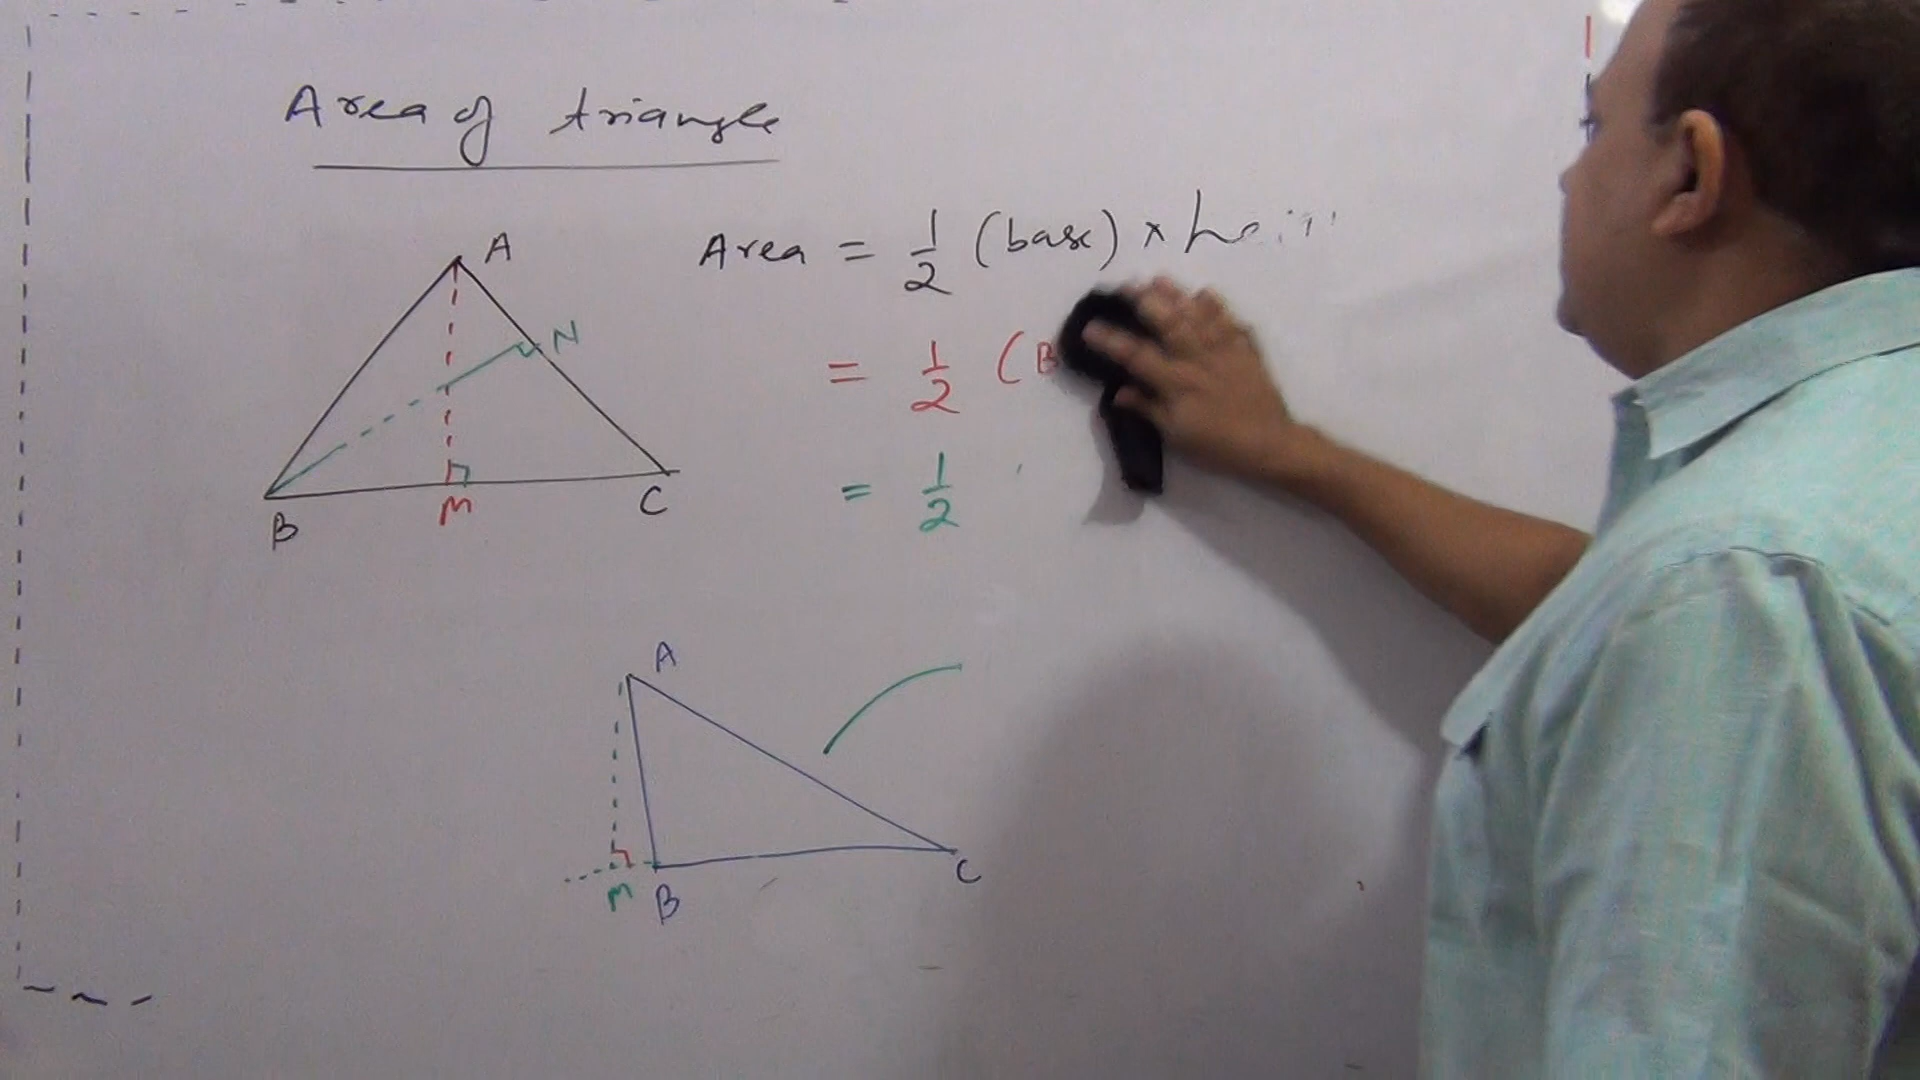 Area of triangle
A
Area = 1/2 (base) ×
N
= 1/2 (B
= 1/2
B
M
C
A
M
B
C